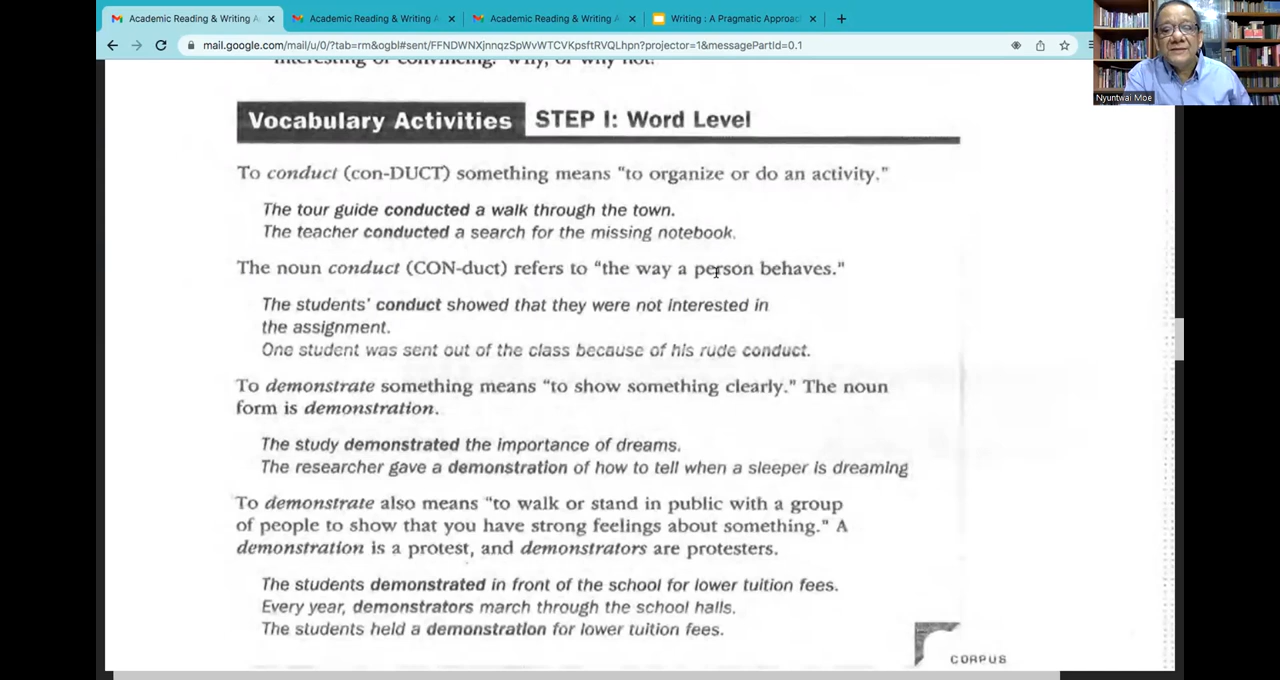 Academic Reading & Writing A
Academic Reading & Writing A
Academic Reading & Writing A
Writing : A Pragmatic Approac
mail.google.com/mail/u/0/?tab=rm&ogbl#sent/FFNDWNXjnnqzSpWvWTCVKpsftRVQLhpn?projector=1&messagePartId=0.1
Nyuntwai Moe
interesting or convincing. Why, or why not?
Vocabulary Activities STEP I: Word Level
To conduct (con-DUCT) something means "to organize or do an activity."
The tour guide conducted a walk through the town.
The teacher conducted a search for the missing notebook.
The noun conduct (CON-duct) refers to "the way a person behaves."
The students' conduct showed that they were not interested in
the assignment.
One student was sent out of the class because of his rude conduct.
To demonstrate something means "to show something clearly." The noun
form is demonstration.
The study demonstrated the importance of dreams.
The researcher gave a demonstration of how to tell when a sleeper is dreaming
To demonstrate also means "to walk or stand in public with a group
of people to show that you have strong feelings about something." A
demonstration is a protest, and demonstrators are protesters.
The students demonstrated in front of the school for lower tuition fees.
Every year, demonstrators march through the school halls.
The students held a demonstration for lower tuition fees.
CORPUS